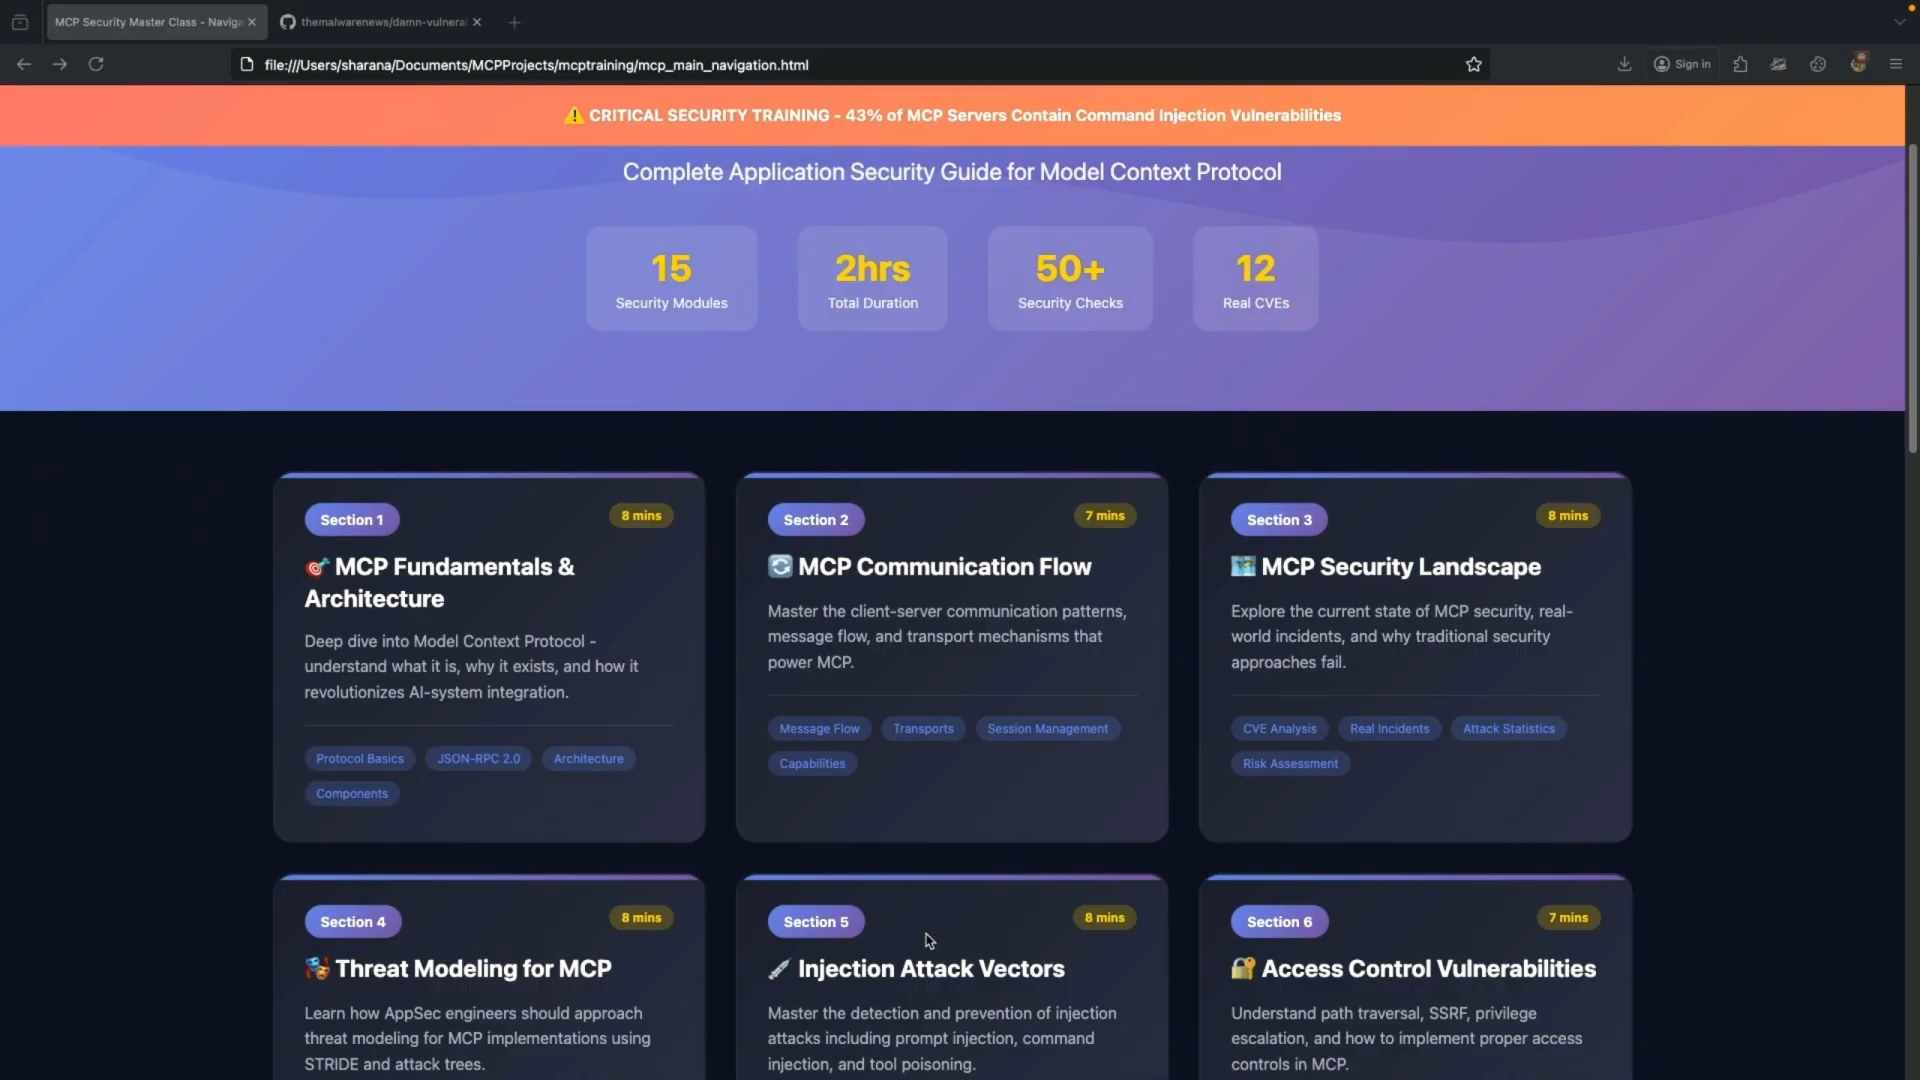 MCP Security Master Class - Naviga
themalwarenews/damn-vulnera
file:///Users/sharana/Documents/MCPProjects/mcptraining/mcp_main_navigation.html
Sign in
⚠️ CRITICAL SECURITY TRAINING - 43% of MCP Servers Contain Command Injection Vulnerabilities
Complete Application Security Guide for Model Context Protocol
15
Security Modules
2hrs
Total Duration
50+
Security Checks
12
Real CVEs
Section 1
8 mins
🎯 MCP Fundamentals &
Architecture
Deep dive into Model Context Protocol -
understand what it is, why it exists, and how it
revolutionizes AI-system integration.
Protocol Basics
JSON-RPC 2.0
Architecture
Components
Section 2
7 mins
🔄 MCP Communication Flow
Master the client-server communication patterns,
message flow, and transport mechanisms that
power MCP.
Message Flow
Transports
Session Management
Capabilities
Section 3
8 mins
🗺️ MCP Security Landscape
Explore the current state of MCP security, real-
world incidents, and why traditional security
approaches fail.
CVE Analysis
Real Incidents
Attack Statistics
Risk Assessment
Section 4
8 mins
🎭 Threat Modeling for MCP
Learn how AppSec engineers should approach
threat modeling for MCP implementations using
STRIDE and attack trees.
Section 5
8 mins
💉 Injection Attack Vectors
Master the detection and prevention of injection
attacks including prompt injection, command
injection, and tool poisoning.
Section 6
7 mins
🔐 Access Control Vulnerabilities
Understand path traversal, SSRF, privilege
escalation, and how to implement proper access
controls in MCP.